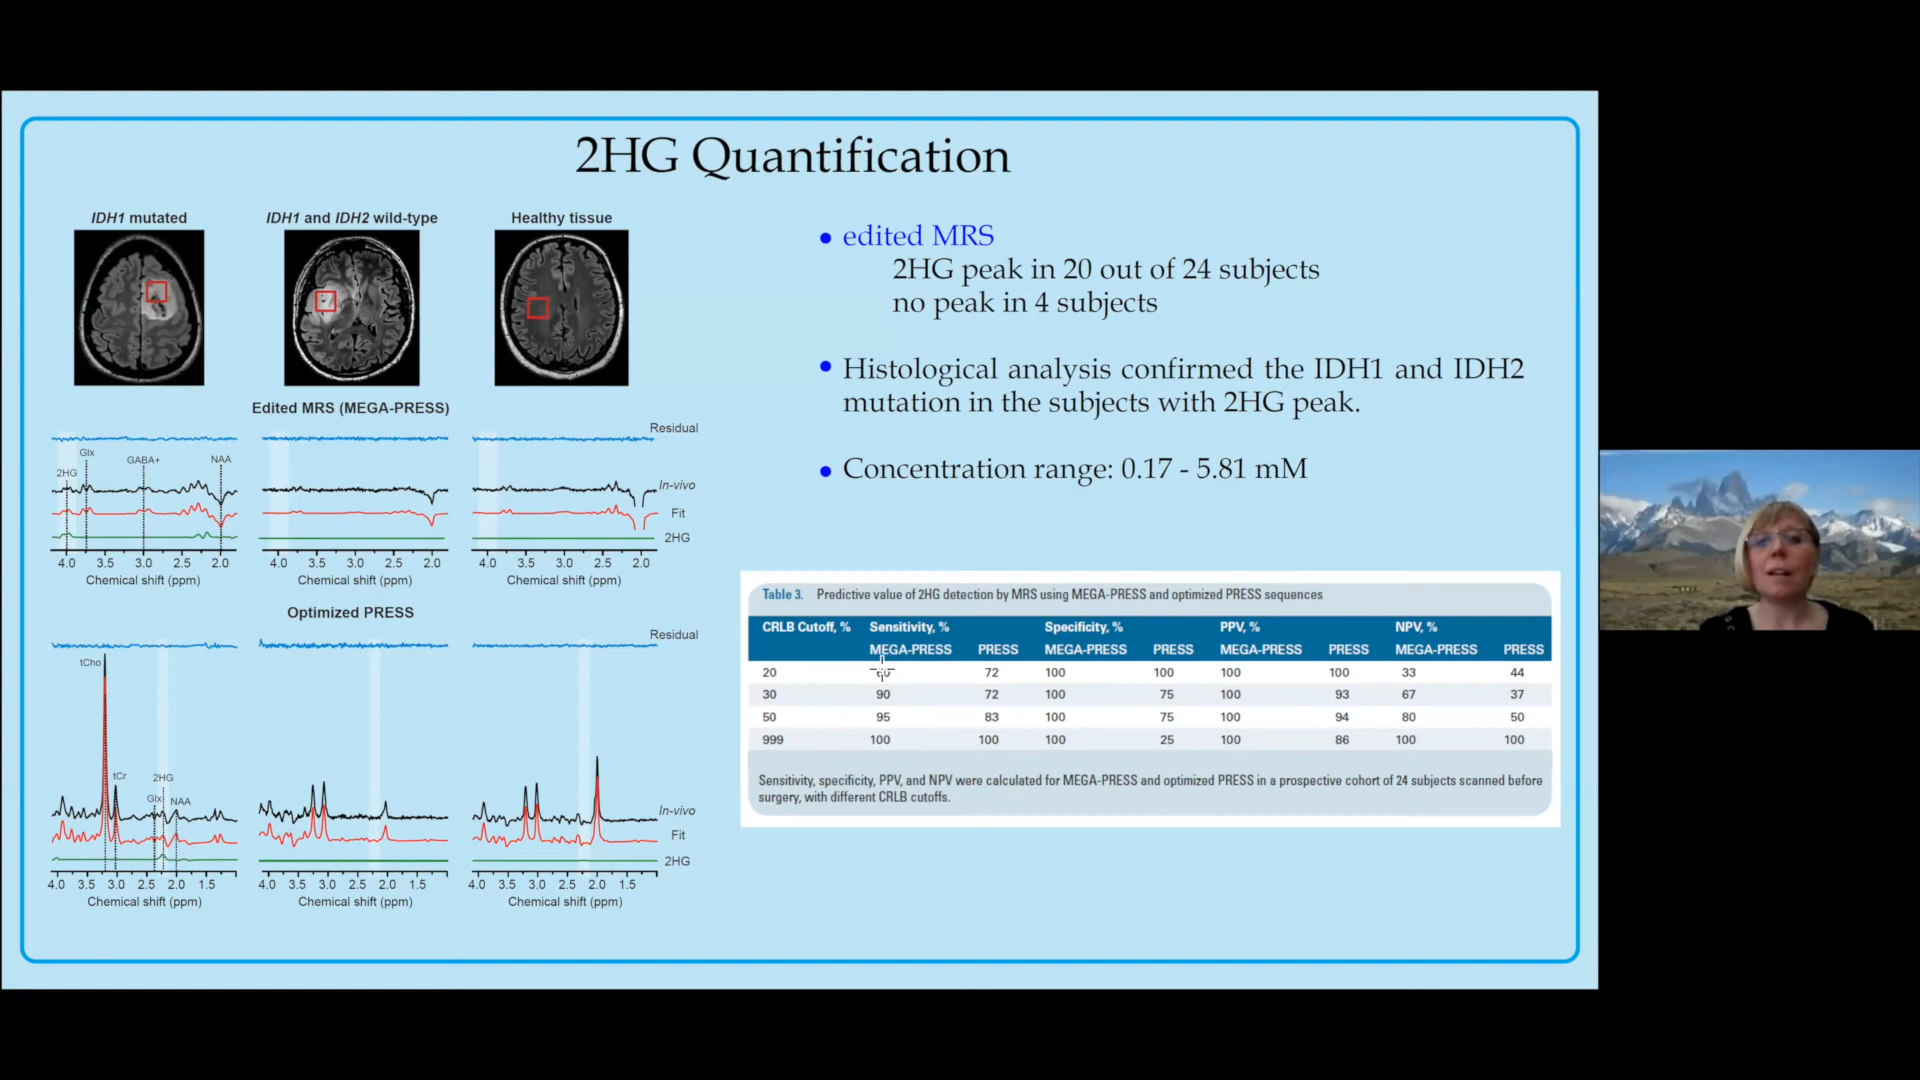 2HG Quantification
IDH1 mutated
IDH1 and IDH2 wild-type
Healthy tissue
Edited MRS (MEGA-PRESS)
Residual
Glx
GABA+
NAA
2HG
In-vivo
Fit
2HG
4.0 3.5 3.0 2.5 2.0
4.0 3.5 3.0 2.5 2.0
4.0 3.5 3.0 2.5 2.0
Chemical shift (ppm)
Chemical shift (ppm)
Chemical shift (ppm)
Optimized PRESS
Residual
tCho
tCr
2HG
Glx
NAA
In-vivo
Fit
2HG
4.0 3.5 3.0 2.5 2.0 1.5
4.0 3.5 3.0 2.5 2.0 1.5
4.0 3.5 3.0 2.5 2.0 1.5
Chemical shift (ppm)
Chemical shift (ppm)
Chemical shift (ppm)
• edited MRS
2HG peak in 20 out of 24 subjects
no peak in 4 subjects
• Histological analysis confirmed the IDH1 and IDH2
mutation in the subjects with 2HG peak.
• Concentration range: 0.17 - 5.81 mM
Table 3. Predictive value of 2HG detection by MRS using MEGA-PRESS and optimized PRESS sequences
CRLB Cutoff, % Sensitivity, % Specificity, % PPV, % NPV, %
MEGA-PRESS PRESS MEGA-PRESS PRESS MEGA-PRESS PRESS MEGA-PRESS PRESS
20 72 100 100 100 100 33 44
30 90 72 100 75 100 93 67 37
50 95 83 100 75 100 94 80 50
999 100 100 100 25 100 86 100 100
Sensitivity, specificity, PPV, and NPV were calculated for MEGA-PRESS and optimized PRESS in a prospective cohort of 24 subjects scanned before
surgery, with different CRLB cutoffs.